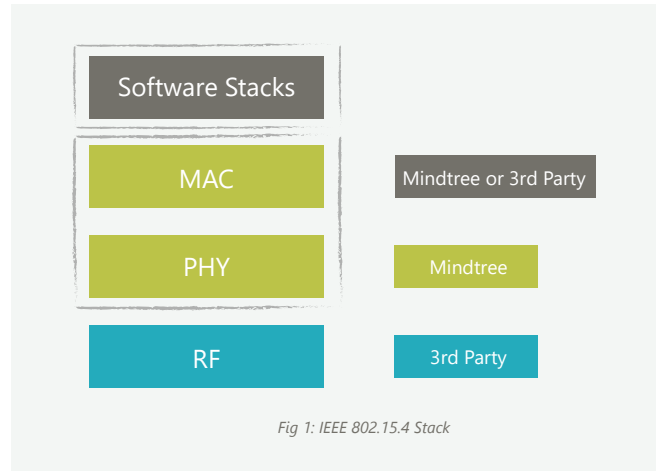 Software Stacks
MAC
Mindtree or 3rd Party
PHY
Mindtree
RF
3rd Party
Fig 1: IEEE 802.15.4 Stack